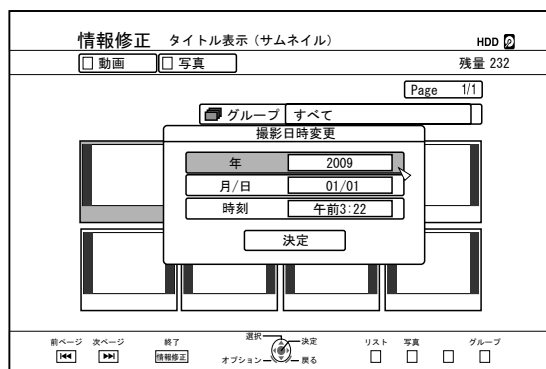 情報修正 タイトル表示（サムネイル） HDD
動画 写真 残量 232
Page 1/1
グループ すべて
撮影日時変更
年 2009
月/日 01/01
時刻 午前3:22
決定
前ページ 次ページ 終了 選択 決定 リスト 写真 グループ
情報修正 オプション 戻る